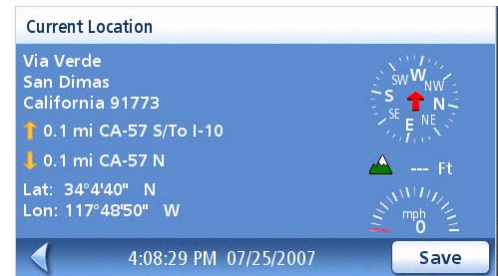 Current Location
Via Verde
San Dimas
California 91773
0.1 mi CA-57 S/To I-10
0.1 mi CA-57 N
Lat: 34°4'40" N
Lon: 117°48'50" W
SW W NW
S N
SE E NE
--- Ft
mph
0
4:08:29 PM 07/25/2007
Save